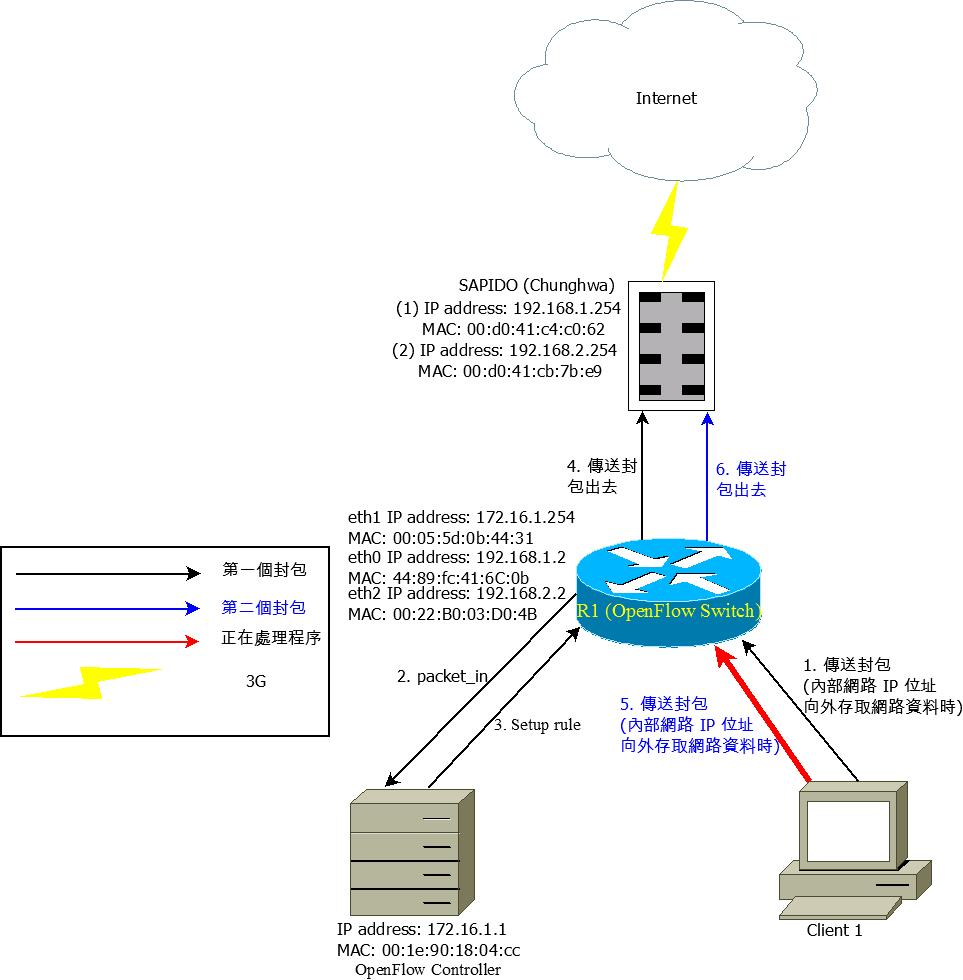 Internet
SAPIDO (Chunghwa)
(1) IP address: 192.168.1.254
MAC: 00:d0:41:c4:c0:62
(2) IP address: 192.168.2.254
MAC: 00:d0:41:cb:7b:e9
4. 傳送封
包出去
6. 傳送封
包出去
eth1 IP address: 172.16.1.254
MAC: 00:05:5d:0b:44:31
eth0 IP address: 192.168.1.2
MAC: 44:89:fc:41:6C:0b
eth2 IP address: 192.168.2.2
MAC: 00:22:B0:03:D0:4B
R1 (OpenFlow Switch)
第一個封包
第二個封包
正在處理程序
3G
2. packet_in
3. Setup rule
1. 傳送封包
(內部網路 IP 位址
向外存取網路資料時)
5. 傳送封包
(內部網路 IP 位址
向外存取網路資料時)
IP address: 172.16.1.1
MAC: 00:1e:90:18:04:cc
OpenFlow Controller
Client 1